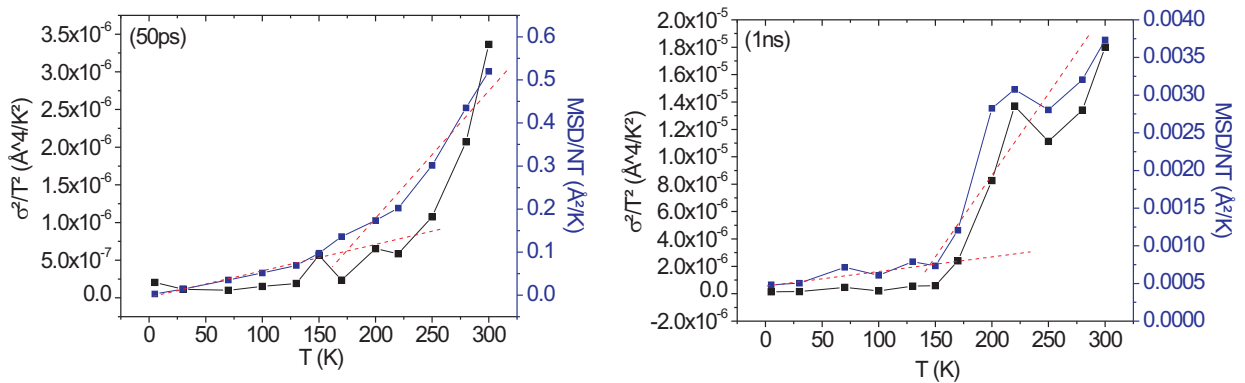 (50ps)
3.5x10⁻⁶
3.0x10⁻⁶
2.5x10⁻⁶
2.0x10⁻⁶
1.5x10⁻⁶
1.0x10⁻⁶
5.0x10⁻⁷
0.0
σ²/T² (Å^4/K²)
0.6
0.5
0.4
0.3
0.2
0.1
0.0
MSD/NT (Å²/K)
0 50 100 150 200 250 300
T (K)
(1ns)
2.0x10⁻⁵
1.8x10⁻⁵
1.6x10⁻⁵
1.4x10⁻⁵
1.2x10⁻⁵
1.0x10⁻⁵
8.0x10⁻⁶
6.0x10⁻⁶
4.0x10⁻⁶
2.0x10⁻⁶
0.0
-2.0x10⁻⁶
σ²/T² (Å^4/K²)
0.0040
0.0035
0.0030
0.0025
0.0020
0.0015
0.0010
0.0005
0.0000
MSD/NT (Å²/K)
0 50 100 150 200 250 300
T (K)